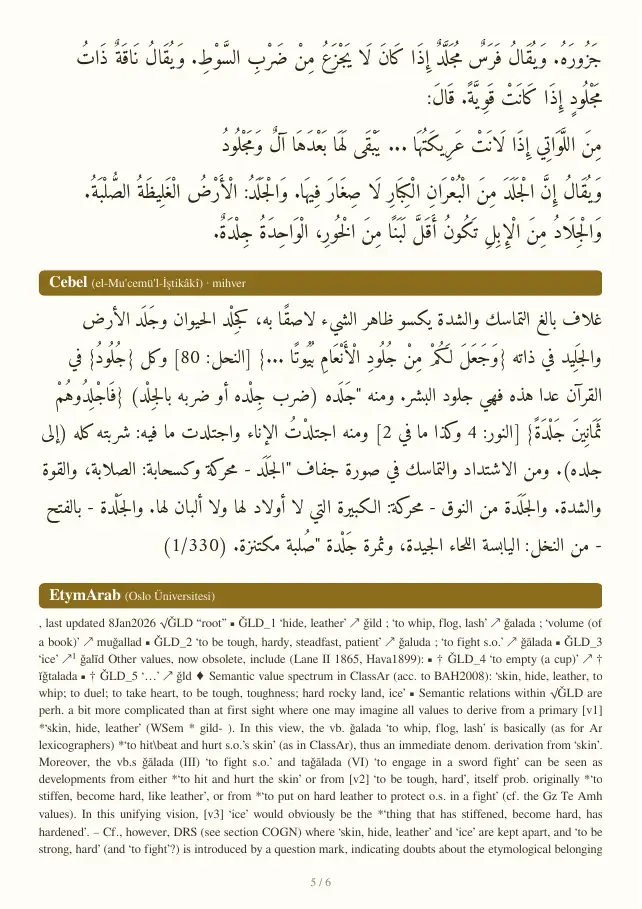 جَزُورَهُ. وَيُقَالُ فَرَسٌ مُجَلَّدٌ إِذَا كَانَ لَا يَجْزَعُ مِنْ ضَرْبِ السَّوْطِ. وَيُقَالُ نَاقَةٌ ذَاتُ
مَجْلُودٍ إِذَا كَانَتْ قَوِيَّةً. قَالَ:
مِنَ اللَّوَاتِي إِذَا لَانَتْ عَرِيكَتُهَا ... يَبْقَى لَهَا بَعْدَهَا آلٌ وَمَجْلُودُ
وَيُقَالُ إِنَّ الْجَلَدَ مِنَ الْبُعْرَانِ الْكِبَارِ لَا صِغَارَ فِيهَا. وَالْجَلَدُ: الْأَرْضُ الْغَلِيظَةُ الصُّلْبَةُ.
وَالْجِلَادُ مِنَ الْإِبِلِ تَكُونُ أَقَلَّ لَبَنًا مِنَ الْخُورِ، الْوَاحِدَةُ جِلْدَةٌ.
Cebel (el-Mu'cemü'l-İştikâkî) · mihver
غلاف بالغ التماسك والشدة يكسو ظاهر الشيء لاصقًا به، كجِلْد الحيوان وجَلَد الأرض
والجَلِيد في ذاته {وَجَعَلَ لَكُمْ مِنْ جُلُودِ الْأَنْعَامِ بُيُوتًا ...} [النحل: 80] وكل {جُلُودُ} في
القرآن عدا هذه فهي جلود البشر. ومنه "جَلَده (ضرب جِلْده أو ضربه بالجِلْد) {فَاجْلِدُوهُمْ
ثَمَانِينَ جَلْدَةً} [النور: 4 وكذا ما في 2] ومنه اجتلدْتُ الإناء واجتلدت ما فيه: شربته كله (إلى
جلده). ومن الاشتداد والتماسك في صورة جفاف "الجَلَد - محركة وكسحابة: الصلابة، والقوة
والشدة. والجَلَدة من النوق - محركة: الكبيرة التي لا أولاد لها ولا ألبان لها. والجَلْدة - بالفتح
- من النخل: اليابسة اللحاء الجيدة، وثمرة جَلْدة "صُلبة مكتنزة. (1/330)
EtymArab (Oslo Üniversitesi)
, last updated 8Jan2026 √ǦLD “root” ▪ ǦLD_1 ‘hide, leather’ ↗ ǧild ; ‘to whip, flog, lash’ ↗ ǧalada ; ‘volume (of
a book)’ ↗ muǧallad ▪ ǦLD_2 ‘to be tough, hardy, steadfast, patient’ ↗ ǧaluda ; ‘to fight s.o.’ ↗ ǧālada ▪ ǦLD_3
‘ice’ ↗¹ ǧalīd Other values, now obsolete, include (Lane II 1865, Hava1899): ▪ † ǦLD_4 ‘to empty (a cup)’ ↗ †
ĭǧtalada ▪ † ǦLD_5 ‘…’ ↗ ǧld ♦ Semantic value spectrum in ClassAr (acc. to BAH2008): ‘skin, hide, leather, to
whip; to duel; to take heart, to be tough, toughness; hard rocky land, ice’ ▪ Semantic relations within √ǦLD are
perh. a bit more complicated than at first sight where one may imagine all values to derive from a primary [v1]
*‘skin, hide, leather’ (WSem * gild- ). In this view, the vb. ǧalada ‘to whip, flog, lash’ is basically (as for Ar
lexicographers) *‘to hit\beat and hurt s.o.’s skin’ (as in ClassAr), thus an immediate denom. derivation from ‘skin’.
Moreover, the vb.s ǧālada (III) ‘to fight s.o.’ and taǧālada (VI) ‘to engage in a sword fight’ can be seen as
developments from either *‘to hit and hurt the skin’ or from [v2] ‘to be tough, hard’, itself prob. originally *‘to
stiffen, become hard, like leather’, or from *‘to put on hard leather to protect o.s. in a fight’ (cf. the Gz Te Amh
values). In this unifying vision, [v3] ‘ice’ would obviously be the *‘thing that has stiffened, become hard, has
hardened’. – Cf., however, DRS (see section COGN) where ‘skin, hide, leather’ and ‘ice’ are kept apart, and ‘to be
strong, hard’ (and ‘to fight’?) is introduced by a question mark, indicating doubts about the etymological belonging
5 / 6